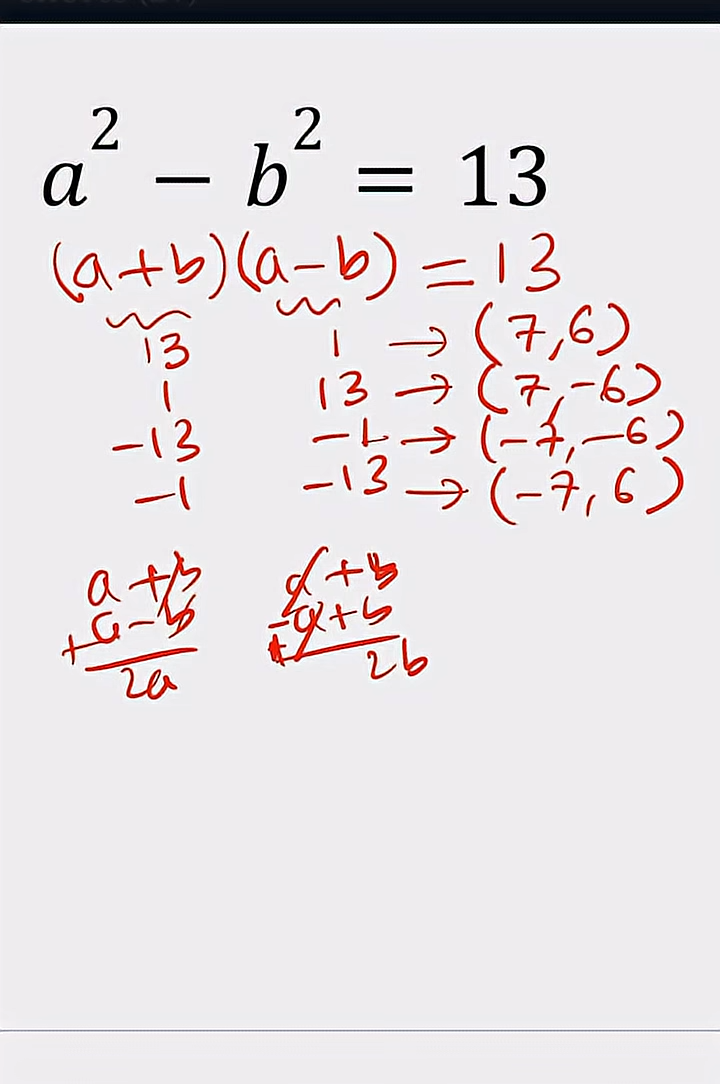 a² − b² = 13
(a+b)(a−b) = 13
13 1 → (7,6)
1 13 → (7,−6)
−13 −1 → (−7,−6)
−1 −13 → (−7,6)
a+b a+b
+a−b −a+b
2a 2b